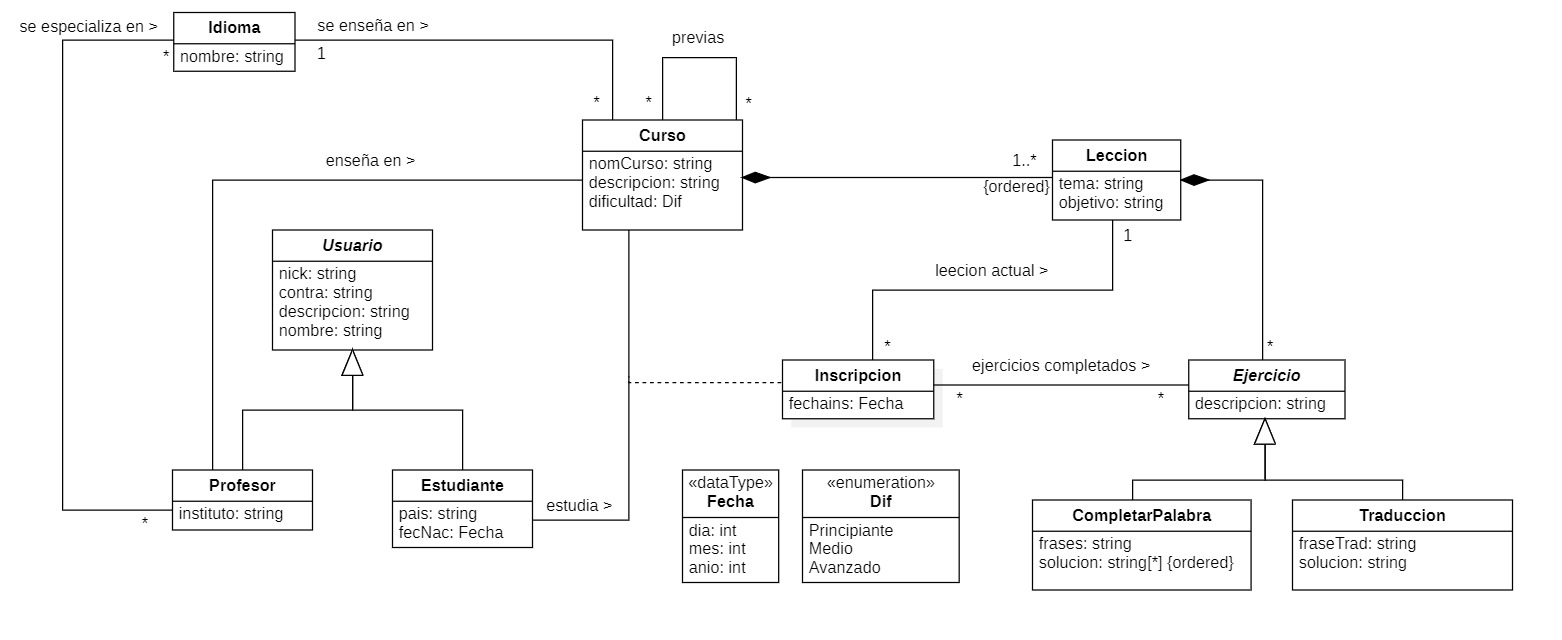 se especializa en >
Idioma
nombre: string
*
se enseña en >
1
*
previas
*
*
Curso
nomCurso: string
descripcion: string
dificultad: Dif
enseña en >
1..*
{ordered}
Leccion
tema: string
objetivo: string
1
leecion actual >
*
Usuario
nick: string
contra: string
descripcion: string
nombre: string
Inscripcion
fechains: Fecha
ejercicios completados >
*
*
*
Ejercicio
descripcion: string
Profesor
instituto: string
*
Estudiante
pais: string
fecNac: Fecha
estudia >
«dataType»
Fecha
dia: int
mes: int
anio: int
«enumeration»
Dif
Principiante
Medio
Avanzado
CompletarPalabra
frases: string
solucion: string[*] {ordered}
Traduccion
fraseTrad: string
solucion: string